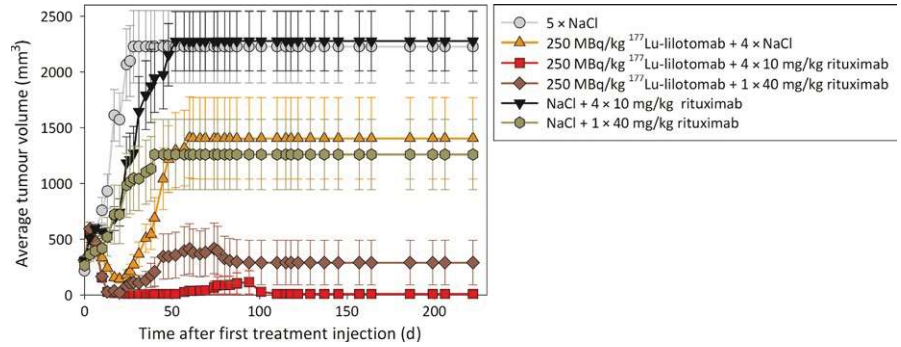 2500
2000
1500
1000
500
0
Average tumour volume (mm³)
0 50 100 150 200
Time after first treatment injection (d)
5 × NaCl
250 MBq/kg ¹⁷⁷Lu-lilotomab + 4 × NaCl
250 MBq/kg ¹⁷⁷Lu-lilotomab + 4 × 10 mg/kg rituximab
250 MBq/kg ¹⁷⁷Lu-lilotomab + 1 × 40 mg/kg rituximab
NaCl + 4 × 10 mg/kg rituximab
NaCl + 1 × 40 mg/kg rituximab